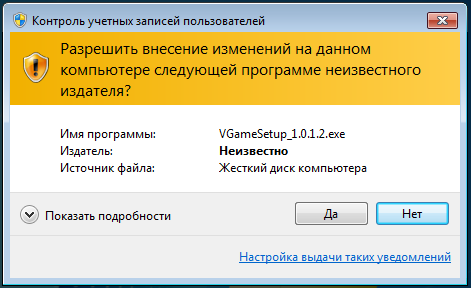 Контроль учетных записей пользователей
Разрешить внесение изменений на данном
компьютере следующей программе неизвестного
издателя?
Имя программы: VGameSetup_1.0.1.2.exe
Издатель: Неизвестно
Источник файла: Жесткий диск компьютера
Показать подробности Да Нет
Настройка выдачи таких уведомлений